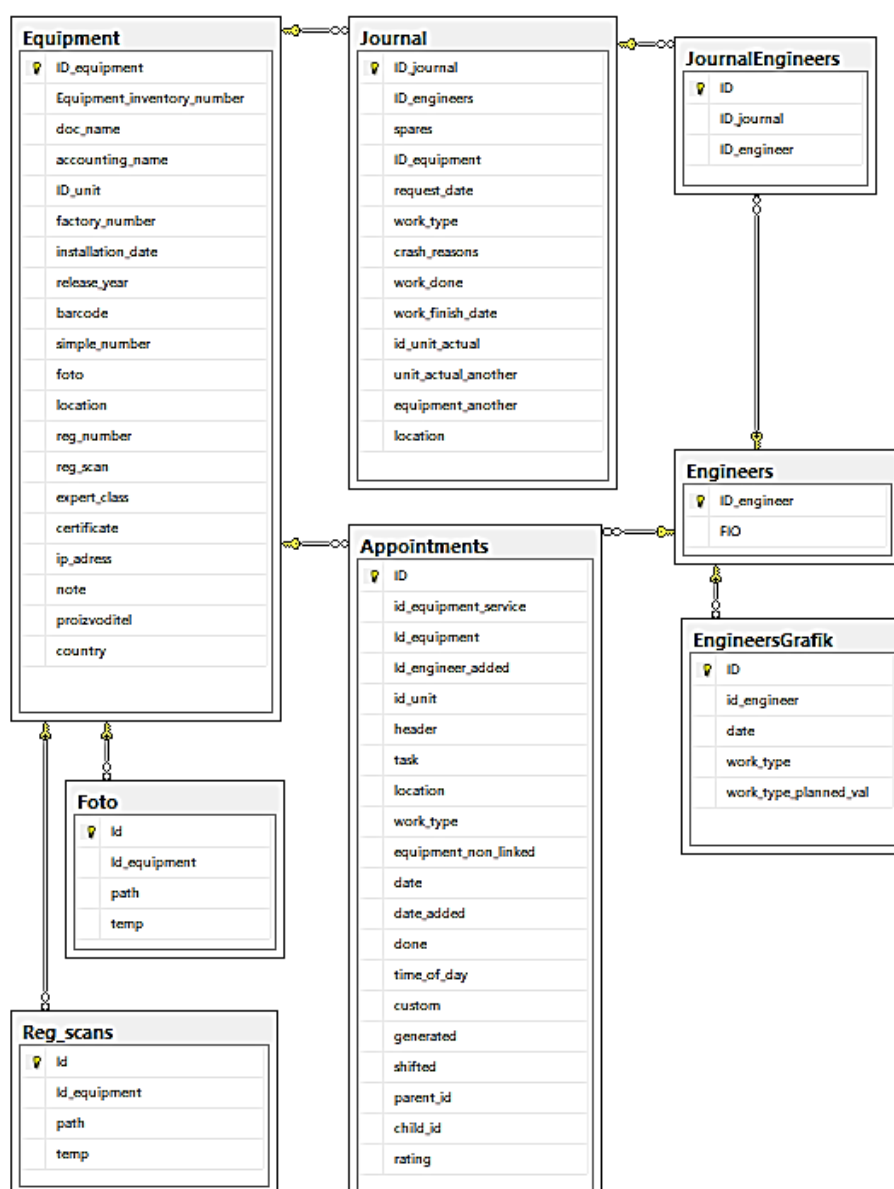 Equipment
ID_equipment
Equipment_inventory_number
doc_name
accounting_name
ID_unit
factory_number
installation_date
release_year
barcode
simple_number
foto
location
reg_number
reg_scan
expert_class
certificate
ip_adress
note
proizvoditel
country
Journal
ID_journal
ID_engineers
spares
ID_equipment
request_date
work_type
crash_reasons
work_done
work_finish_date
id_unit_actual
unit_actual_another
equipment_another
location
JournalEngineers
ID
ID_journal
ID_engineer
Engineers
ID_engineer
FIO
Appointments
ID
id_equipment_service
Id_equipment
Id_engineer_added
id_unit
header
task
location
work_type
equipment_non_linked
date
date_added
done
time_of_day
custom
generated
shifted
parent_id
child_id
rating
EngineersGrafik
ID
id_engineer
date
work_type
work_type_planned_val
Foto
Id
Id_equipment
path
temp
Reg_scans
Id
Id_equipment
path
temp